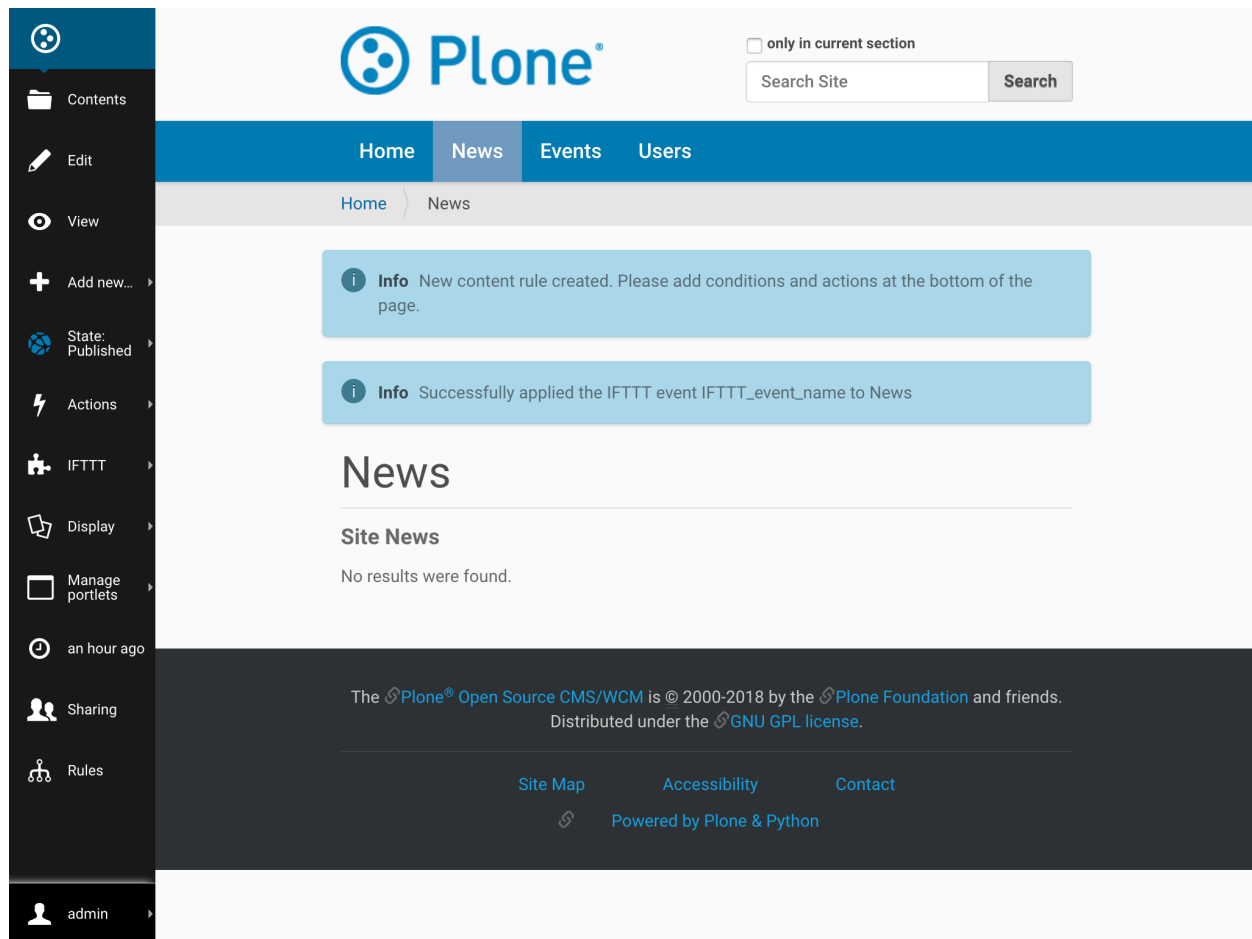 Contents
Edit
View
Add new...
State:
Published
Actions
IFTTT
Display
Manage
portlets
an hour ago
Sharing
Rules
admin
Plone®
only in current section
Search Site
Search
Home News Events Users
Home News
Info New content rule created. Please add conditions and actions at the bottom of the
page.
Info Successfully applied the IFTTT event IFTTT_event_name to News
News
Site News
No results were found.
The Plone® Open Source CMS/WCM is © 2000-2018 by the Plone Foundation and friends.
Distributed under the GNU GPL license.
Site Map Accessibility Contact
Powered by Plone & Python